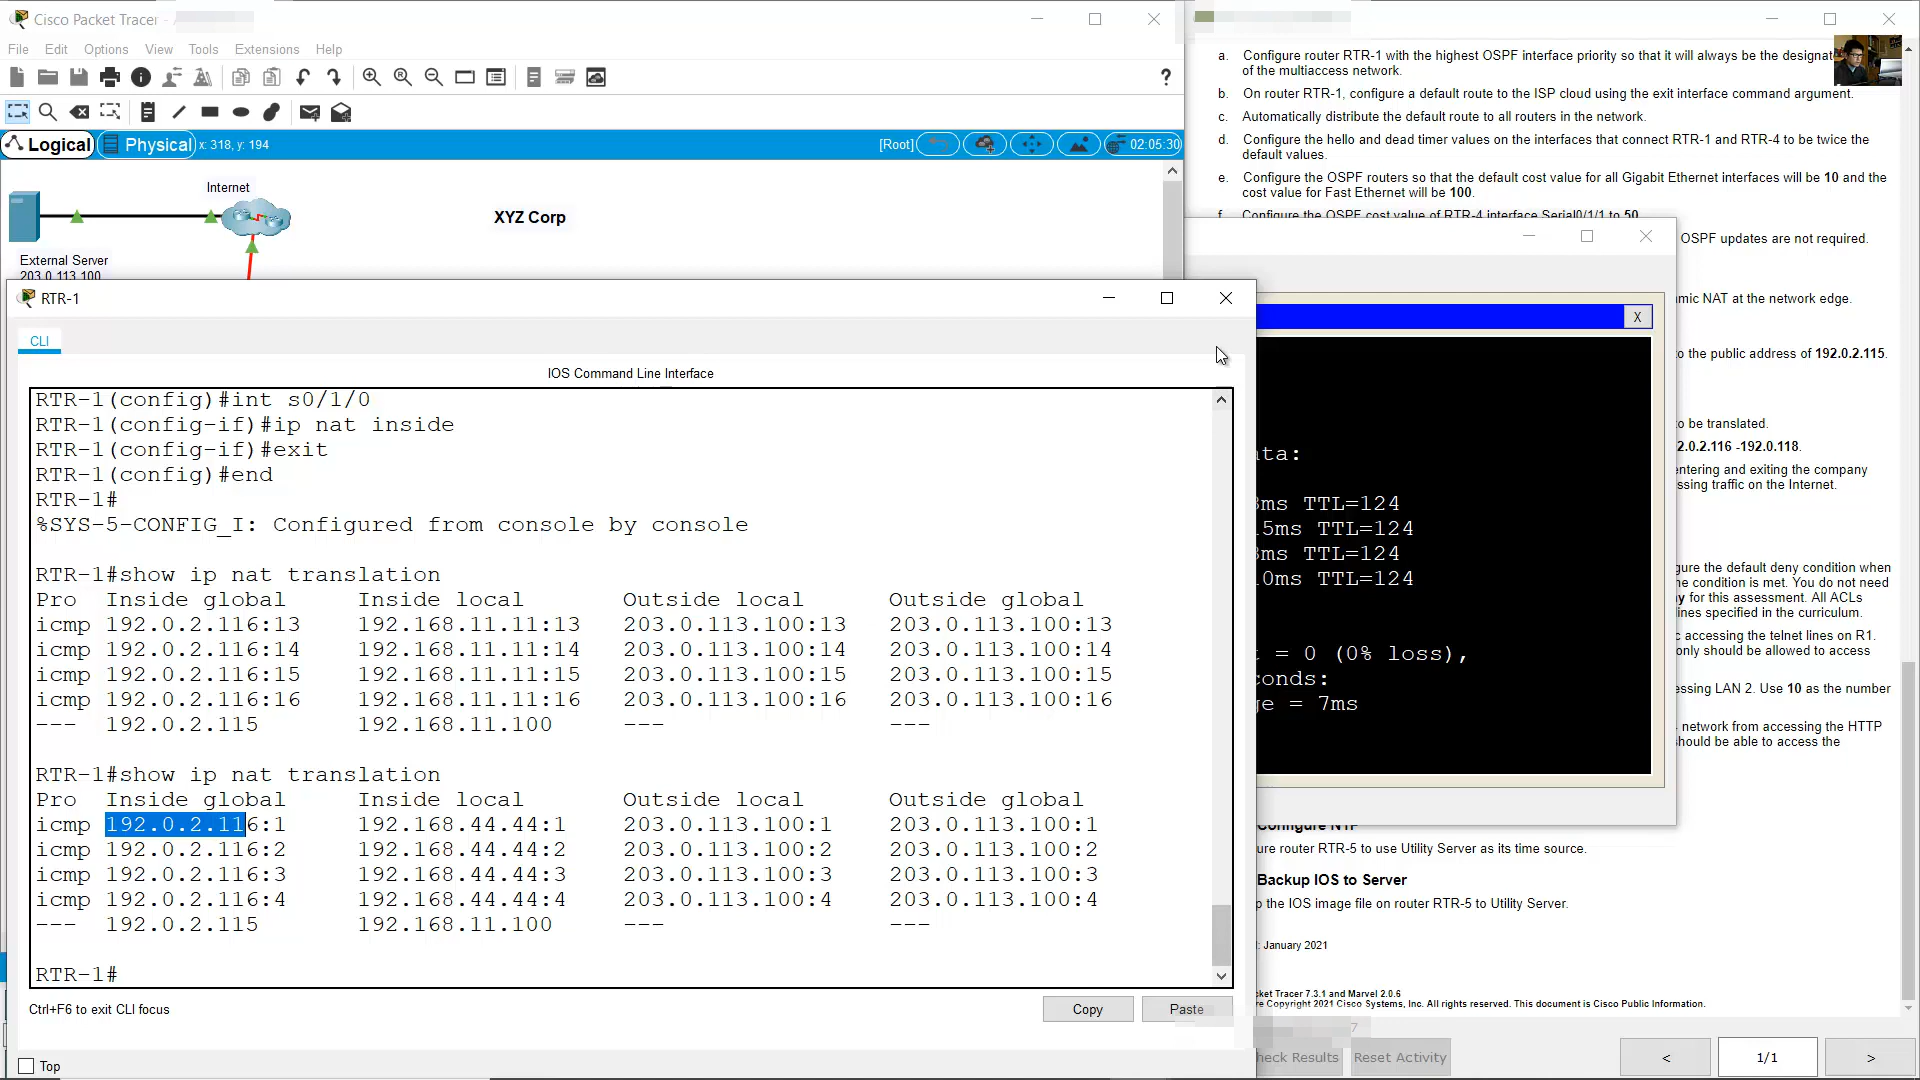 Cisco Packet Tracer
File Edit Options View Tools Extensions Help
?
Logical
Physical
x: 318, y: 194
[Root]
02:05:30
Internet
XYZ Corp
External Server
203.0.113.100
RTR-1
CLI
IOS Command Line Interface
RTR-1(config)#int s0/1/0
RTR-1(config-if)#ip nat inside
RTR-1(config-if)#exit
RTR-1(config)#end
RTR-1#
%SYS-5-CONFIG_I: Configured from console by console
RTR-1#show ip nat translation
Pro Inside global Inside local Outside local Outside global
icmp 192.0.2.116:13 192.168.11.11:13 203.0.113.100:13 203.0.113.100:13
icmp 192.0.2.116:14 192.168.11.11:14 203.0.113.100:14 203.0.113.100:14
icmp 192.0.2.116:15 192.168.11.11:15 203.0.113.100:15 203.0.113.100:15
icmp 192.0.2.116:16 192.168.11.11:16 203.0.113.100:16 203.0.113.100:16
--- 192.0.2.115 192.168.11.100 --- ---
RTR-1#show ip nat translation
Pro Inside global Inside local Outside local Outside global
icmp 192.0.2.116:1 192.168.44.44:1 203.0.113.100:1 203.0.113.100:1
icmp 192.0.2.116:2 192.168.44.44:2 203.0.113.100:2 203.0.113.100:2
icmp 192.0.2.116:3 192.168.44.44:3 203.0.113.100:3 203.0.113.100:3
icmp 192.0.2.116:4 192.168.44.44:4 203.0.113.100:4 203.0.113.100:4
--- 192.0.2.115 192.168.11.100 --- ---
RTR-1#
Ctrl+F6 to exit CLI focus
Copy
Paste
Top
a. Configure router RTR-1 with the highest OSPF interface priority so that it will always be the
of the multiaccess network.
b. On router RTR-1, configure a default route to the ISP cloud using the exit interface command argument.
c. Automatically distribute the default route to all routers in the network.
d. Configure the hello and dead timer values on the interfaces that connect RTR-1 and RTR-4 to be twice the
default values.
e. Configure the OSPF routers so that the default cost value for all Gigabit Ethernet interfaces will be 10 and the
cost value for Fast Ethernet will be 100.
f. Configure the OSPF cost value of RTR-4 interface Serial0/1/1 to 50.
OSPF updates are not required.
NAT at the network edge.
the public address of 192.0.2.115.
be translated.
-192.0.118.
entering and exiting the company
traffic on the Internet.
X
TTL=124
TTL=124
TTL=124
TTL=124
= 0 (0% loss),
= 7ms
the default deny condition when
condition is met. You do not need
for this assessment. All ACLs
specified in the curriculum.
accessing the telnet lines on R1.
only should be allowed to access
LAN 2. Use 10 as the number
network from accessing the HTTP
should be able to access the
Configure NTP
router RTR-5 to use Utility Server as its time source.
Backup IOS to Server
the IOS image file on router RTR-5 to Utility Server.
January 2021
Tracer 7.3.1 and Marvel 2.0.6
Copyright 2021 Cisco Systems, Inc. All rights reserved. This document is Cisco Public Information.
7
Results
Reset Activity
<
1/1
>